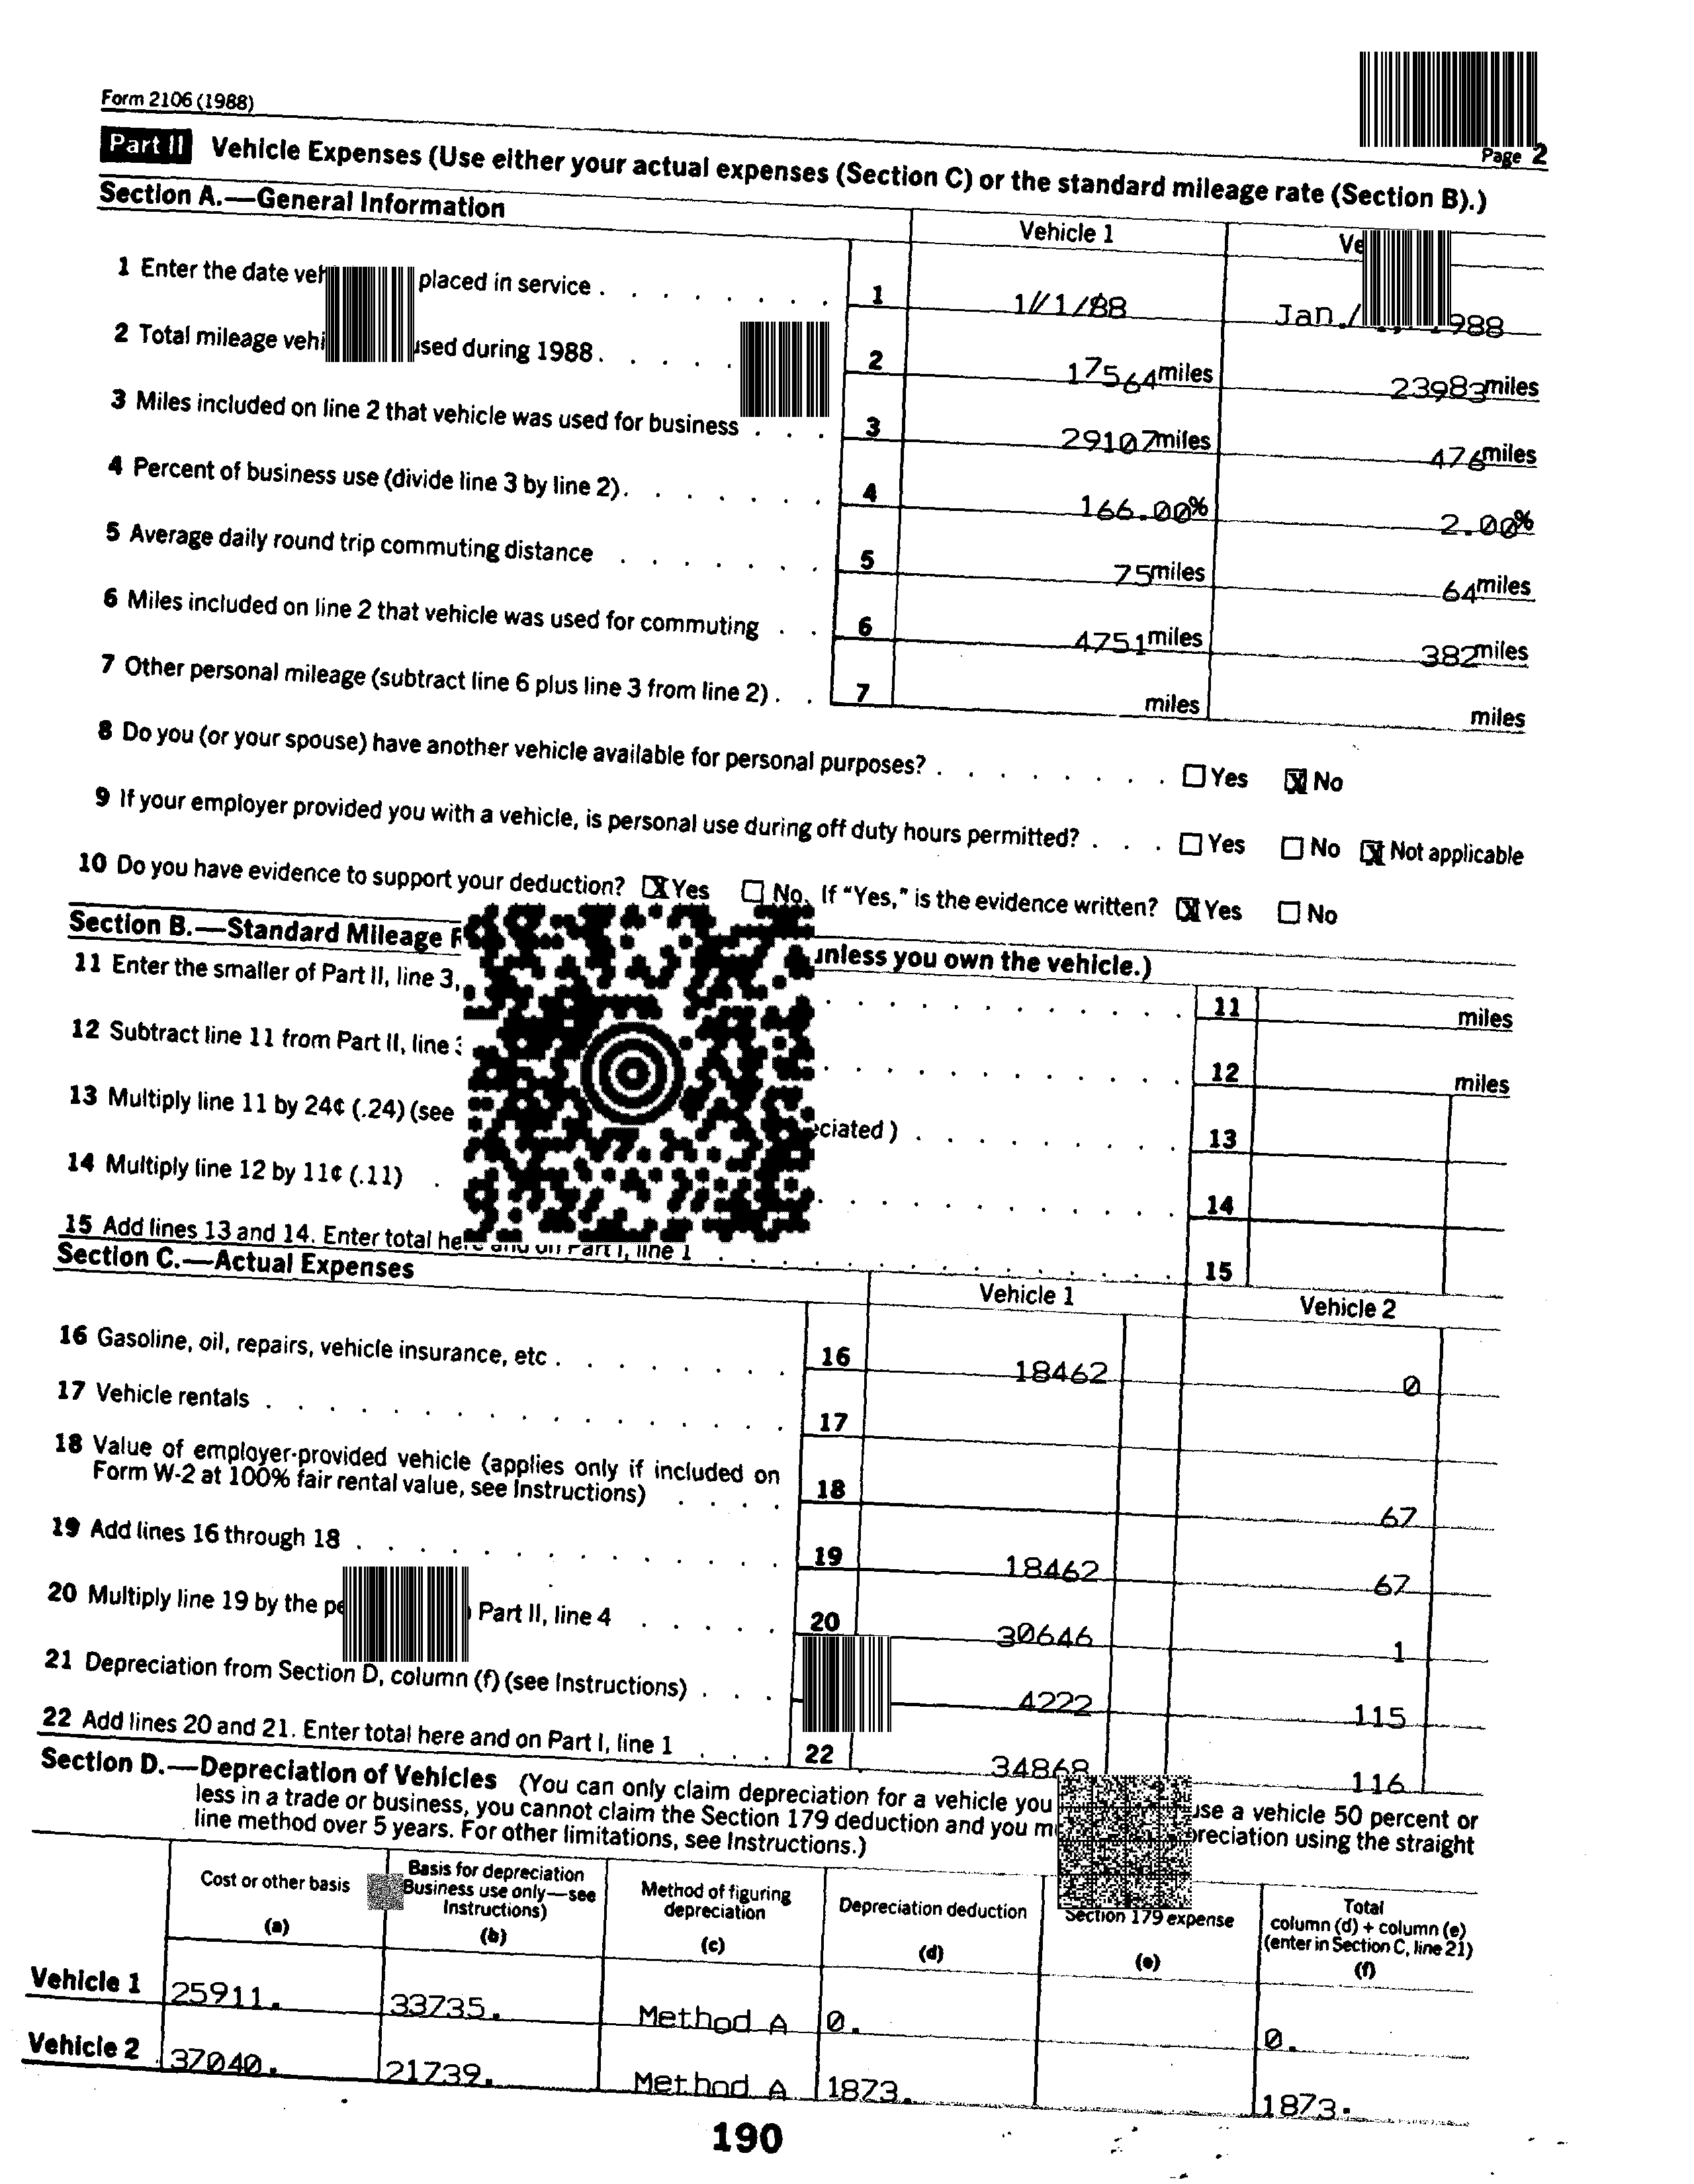 Form 2106 (1988)
Page 2
Part II Vehicle Expenses (Use either your actual expenses (Section C) or the standard mileage rate (Section B).)
Section A.—General Information
Vehicle 1
1 Enter the date placed in service . . . . . . . . 1 1//1/88 Jan./ 1988
2 Total mileage used during 1988 . . . . . 2 17564 miles 23983 miles
3 Miles included on line 2 that vehicle was used for business . . . 3 29107 miles 476 miles
4 Percent of business use (divide line 3 by line 2) . . . . . . . 4 166.00% 2.00%
5 Average daily round trip commuting distance . . . . . . . 5 75 miles 64 miles
6 Miles included on line 2 that vehicle was used for commuting . . 6 4751 miles 382 miles
7 Other personal mileage (subtract line 6 plus line 3 from line 2) . . 7 miles miles
8 Do you (or your spouse) have another vehicle available for personal purposes? . . . . . . . . ☐ Yes ☒ No
9 If your employer provided you with a vehicle, is personal use during off duty hours permitted? . . . ☐ Yes ☐ No ☒ Not applicable
10 Do you have evidence to support your deduction? ☒ Yes ☐ No. If “Yes,” is the evidence written? ☒ Yes ☐ No
Section B.—Standard Mileage unless you own the vehicle.)
11 Enter the smaller of Part II, line 3, . . . . . . . . . . 11 miles
12 Subtract line 11 from Part II, line . . . . . . . . . . 12 miles
13 Multiply line 11 by 24¢ (.24) (see . . . . . . . . . 13
14 Multiply line 12 by 11¢ (.11) . . . . . . . . . . . 14
15 Add lines 13 and 14. Enter total here and on Part I, line 1 . . . . . . . . . . . . . . 15
Section C.—Actual Expenses
Vehicle 1 Vehicle 2
16 Gasoline, oil, repairs, vehicle insurance, etc . . . . . . . . 16 18462 0
17 Vehicle rentals . . . . . . . . . . . . . . . . . 17
18 Value of employer-provided vehicle (applies only if included on
Form W-2 at 100% fair rental value, see Instructions) . . . . 18 67
19 Add lines 16 through 18 . . . . . . . . . . . . . . 19 18462 67
20 Multiply line 19 by the Part II, line 4 . . . . . . 20 30646 1
21 Depreciation from Section D, column (f) (see Instructions) . . . 4222 115
22 Add lines 20 and 21. Enter total here and on Part I, line 1 . . . 22 34868 116
Section D.—Depreciation of Vehicles (You can only claim depreciation for a vehicle you use a vehicle 50 percent or
less in a trade or business, you cannot claim the Section 179 deduction and you depreciation using the straight
line method over 5 years. For other limitations, see Instructions.)
Cost or other basis
(a)
Basis for depreciation
Business use only—see
Instructions)
(b)
Method of figuring
depreciation
(c)
Depreciation deduction
(d)
Section 179 expense
(e)
Total
column (d) + column (e)
(enter in Section C, line 21)
(f)
Vehicle 1 25911. 33735. Method A 0. 0.
Vehicle 2 37040. 21739. Method A 1873. 1873.
190